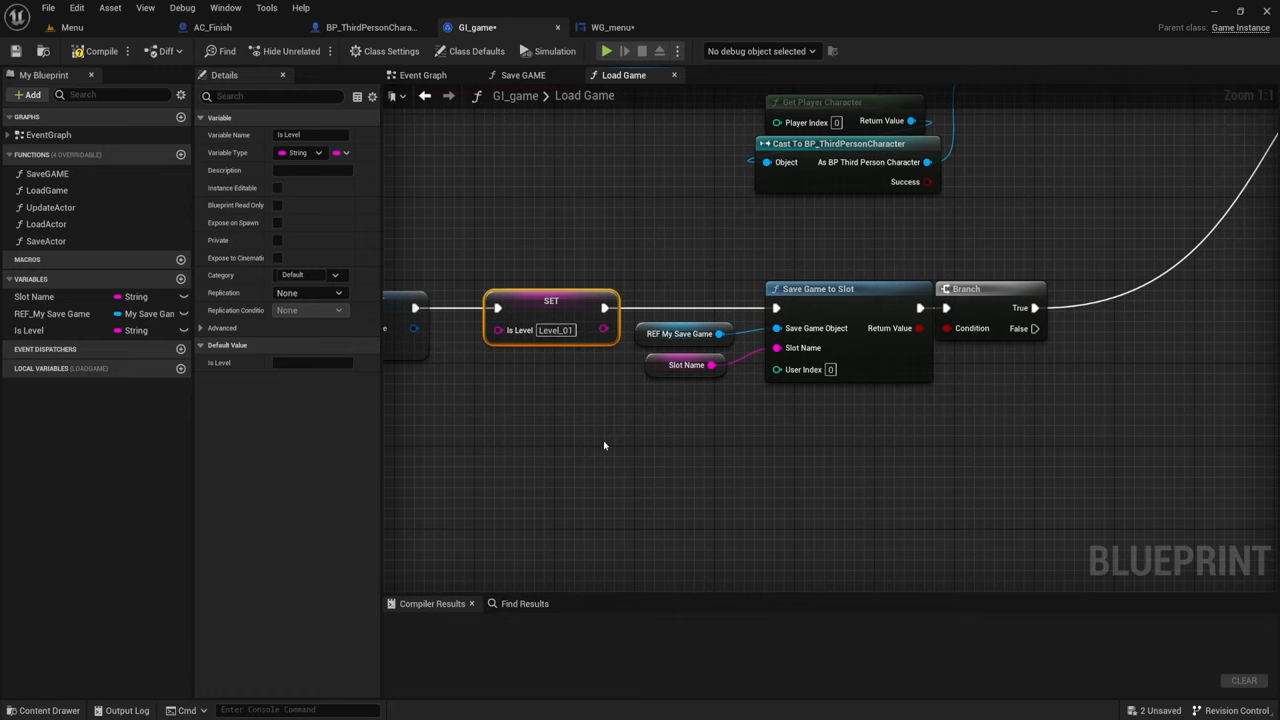 File Edit Asset View Debug Window Tools Help
Menu AC_Finish BP_ThirdPersonChara... GI_game• WG_menu•
Parent class: Game Instance
Compile Diff Find Hide Unrelated Class Settings Class Defaults Simulation No debug object selected
My Blueprint Details Event Graph Save GAME Load Game
Add Search
Search
GI_game > Load Game
Zoom 1:1
GRAPHS
EventGraph
FUNCTIONS (4 OVERRIDABLE)
SaveGAME
LoadGame
UpdateActor
LoadActor
SaveActor
MACROS
VARIABLES
Slot Name String
REF_My Save Game My Save Gan
Is Level String
EVENT DISPATCHERS
LOCAL VARIABLES (LOADGAME)
Variable
Variable Name Is Level
Variable Type String
Description
Instance Editable
Blueprint Read Only
Expose on Spawn
Private
Expose to Cinemati
Category Default
Replication None
Replication Conditio None
Advanced
Default Value
Is Level
Get Player Character
Player Index 0 Return Value
Cast To BP_ThirdPersonCharacter
Object As BP Third Person Character
Success
e
SET
Is Level Level_01
REF My Save Game
Slot Name
Save Game to Slot
Save Game Object Return Value
Slot Name
User Index 0
Branch
True
Condition False
BLUEPRINT
Compiler Results Find Results
CLEAR
Content Drawer Output Log Cmd Enter Console Command 2 Unsaved Revision Control